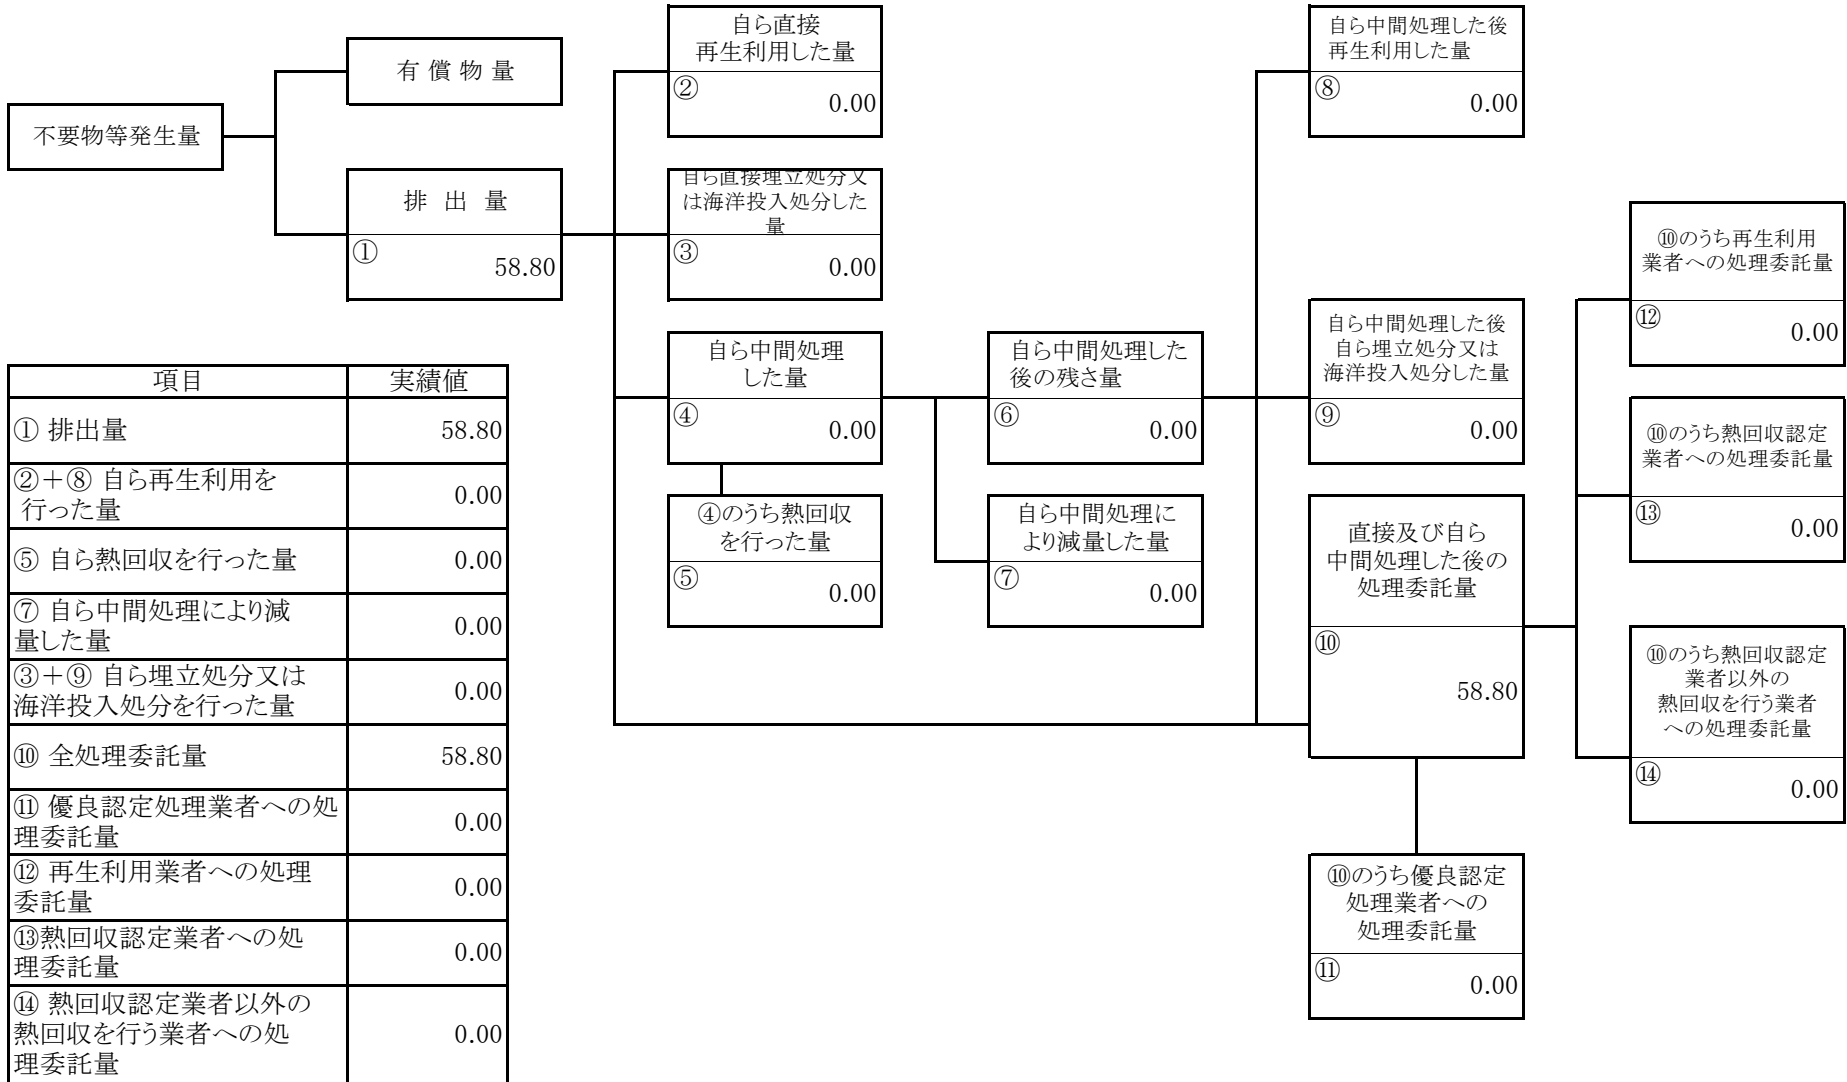 不要物等発生量
有 償 物 量
排 出 量
①
58.80
自ら直接
再生利用した量
②
0.00
自ら直接埋立処分又
は海洋投入処分した
量
③
0.00
自ら中間処理
した量
④
0.00
④のうち熱回収
を行った量
⑤
0.00
自ら中間処理した
後の残さ量
⑥
0.00
自ら中間処理に
より減量した量
⑦
0.00
自ら中間処理した後
再生利用した量
⑧
0.00
自ら中間処理した後
自ら埋立処分又は
海洋投入処分した量
⑨
0.00
直接及び自ら
中間処理した後の
処理委託量
⑩
58.80
⑩のうち優良認定
処理業者への
処理委託量
⑪
0.00
⑩のうち再生利用
業者への処理委託量
⑫
0.00
⑩のうち熱回収認定
業者への処理委託量
⑬
0.00
⑩のうち熱回収認定
業者以外の
熱回収を行う業者
への処理委託量
⑭
0.00
項目 実績値
① 排出量 58.80
②＋⑧ 自ら再生利用を
行った量 0.00
⑤ 自ら熱回収を行った量 0.00
⑦ 自ら中間処理により減
量した量 0.00
③＋⑨ 自ら埋立処分又は
海洋投入処分を行った量 0.00
⑩ 全処理委託量 58.80
⑪ 優良認定処理業者への処
理委託量 0.00
⑫ 再生利用業者への処理
委託量 0.00
⑬熱回収認定業者への処
理委託量 0.00
⑭ 熱回収認定業者以外の
熱回収を行う業者への処
理委託量 0.00